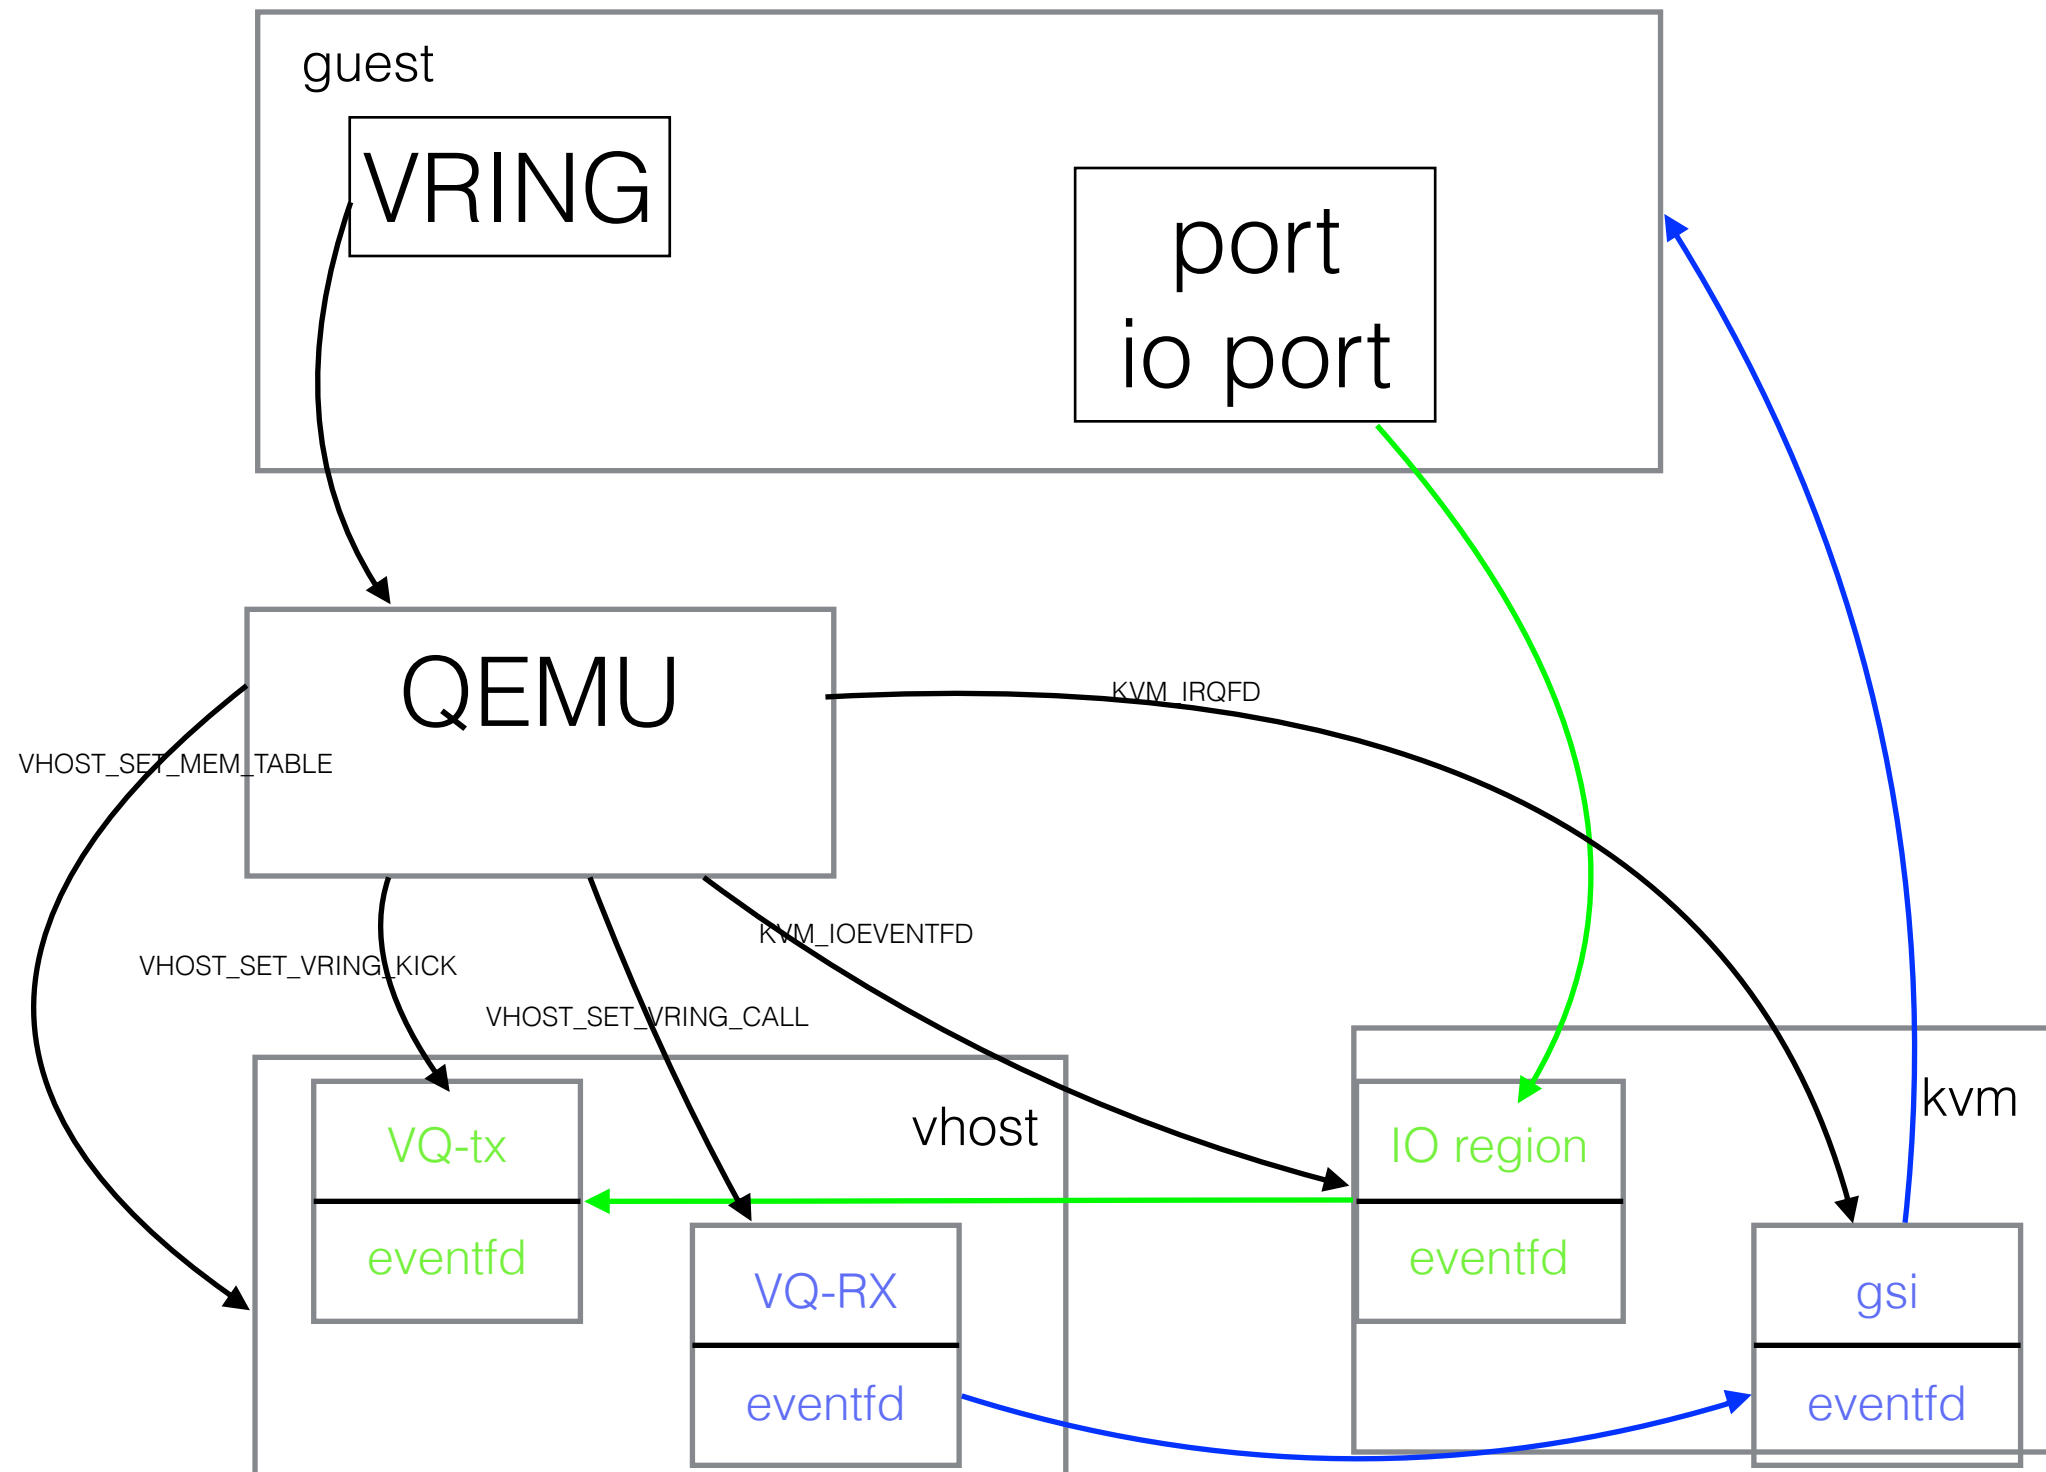 guest
VRING
port
io port
QEMU
KVM_IRQFD
VHOST_SET_MEM_TABLE
KVM_IOEVENTFD
VHOST_SET_VRING_KICK
VHOST_SET_VRING_CALL
vhost
kvm
VQ-tx
eventfd
IO region
eventfd
VQ-RX
eventfd
gsi
eventfd